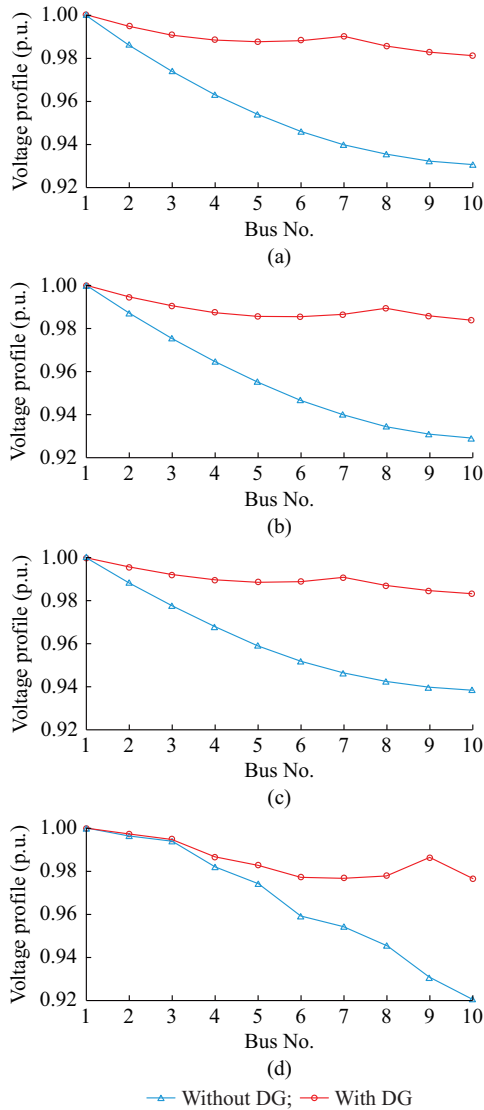 Voltage profile (p.u.)
1.00
0.98
0.96
0.94
0.92
1 2 3 4 5 6 7 8 9 10
Bus No.
(a)
Voltage profile (p.u.)
1.00
0.98
0.96
0.94
0.92
1 2 3 4 5 6 7 8 9 10
Bus No.
(b)
Voltage profile (p.u.)
1.00
0.98
0.96
0.94
0.92
1 2 3 4 5 6 7 8 9 10
Bus No.
(c)
Voltage profile (p.u.)
1.00
0.98
0.96
0.94
0.92
1 2 3 4 5 6 7 8 9 10
Bus No.
(d)
Without DG; With DG